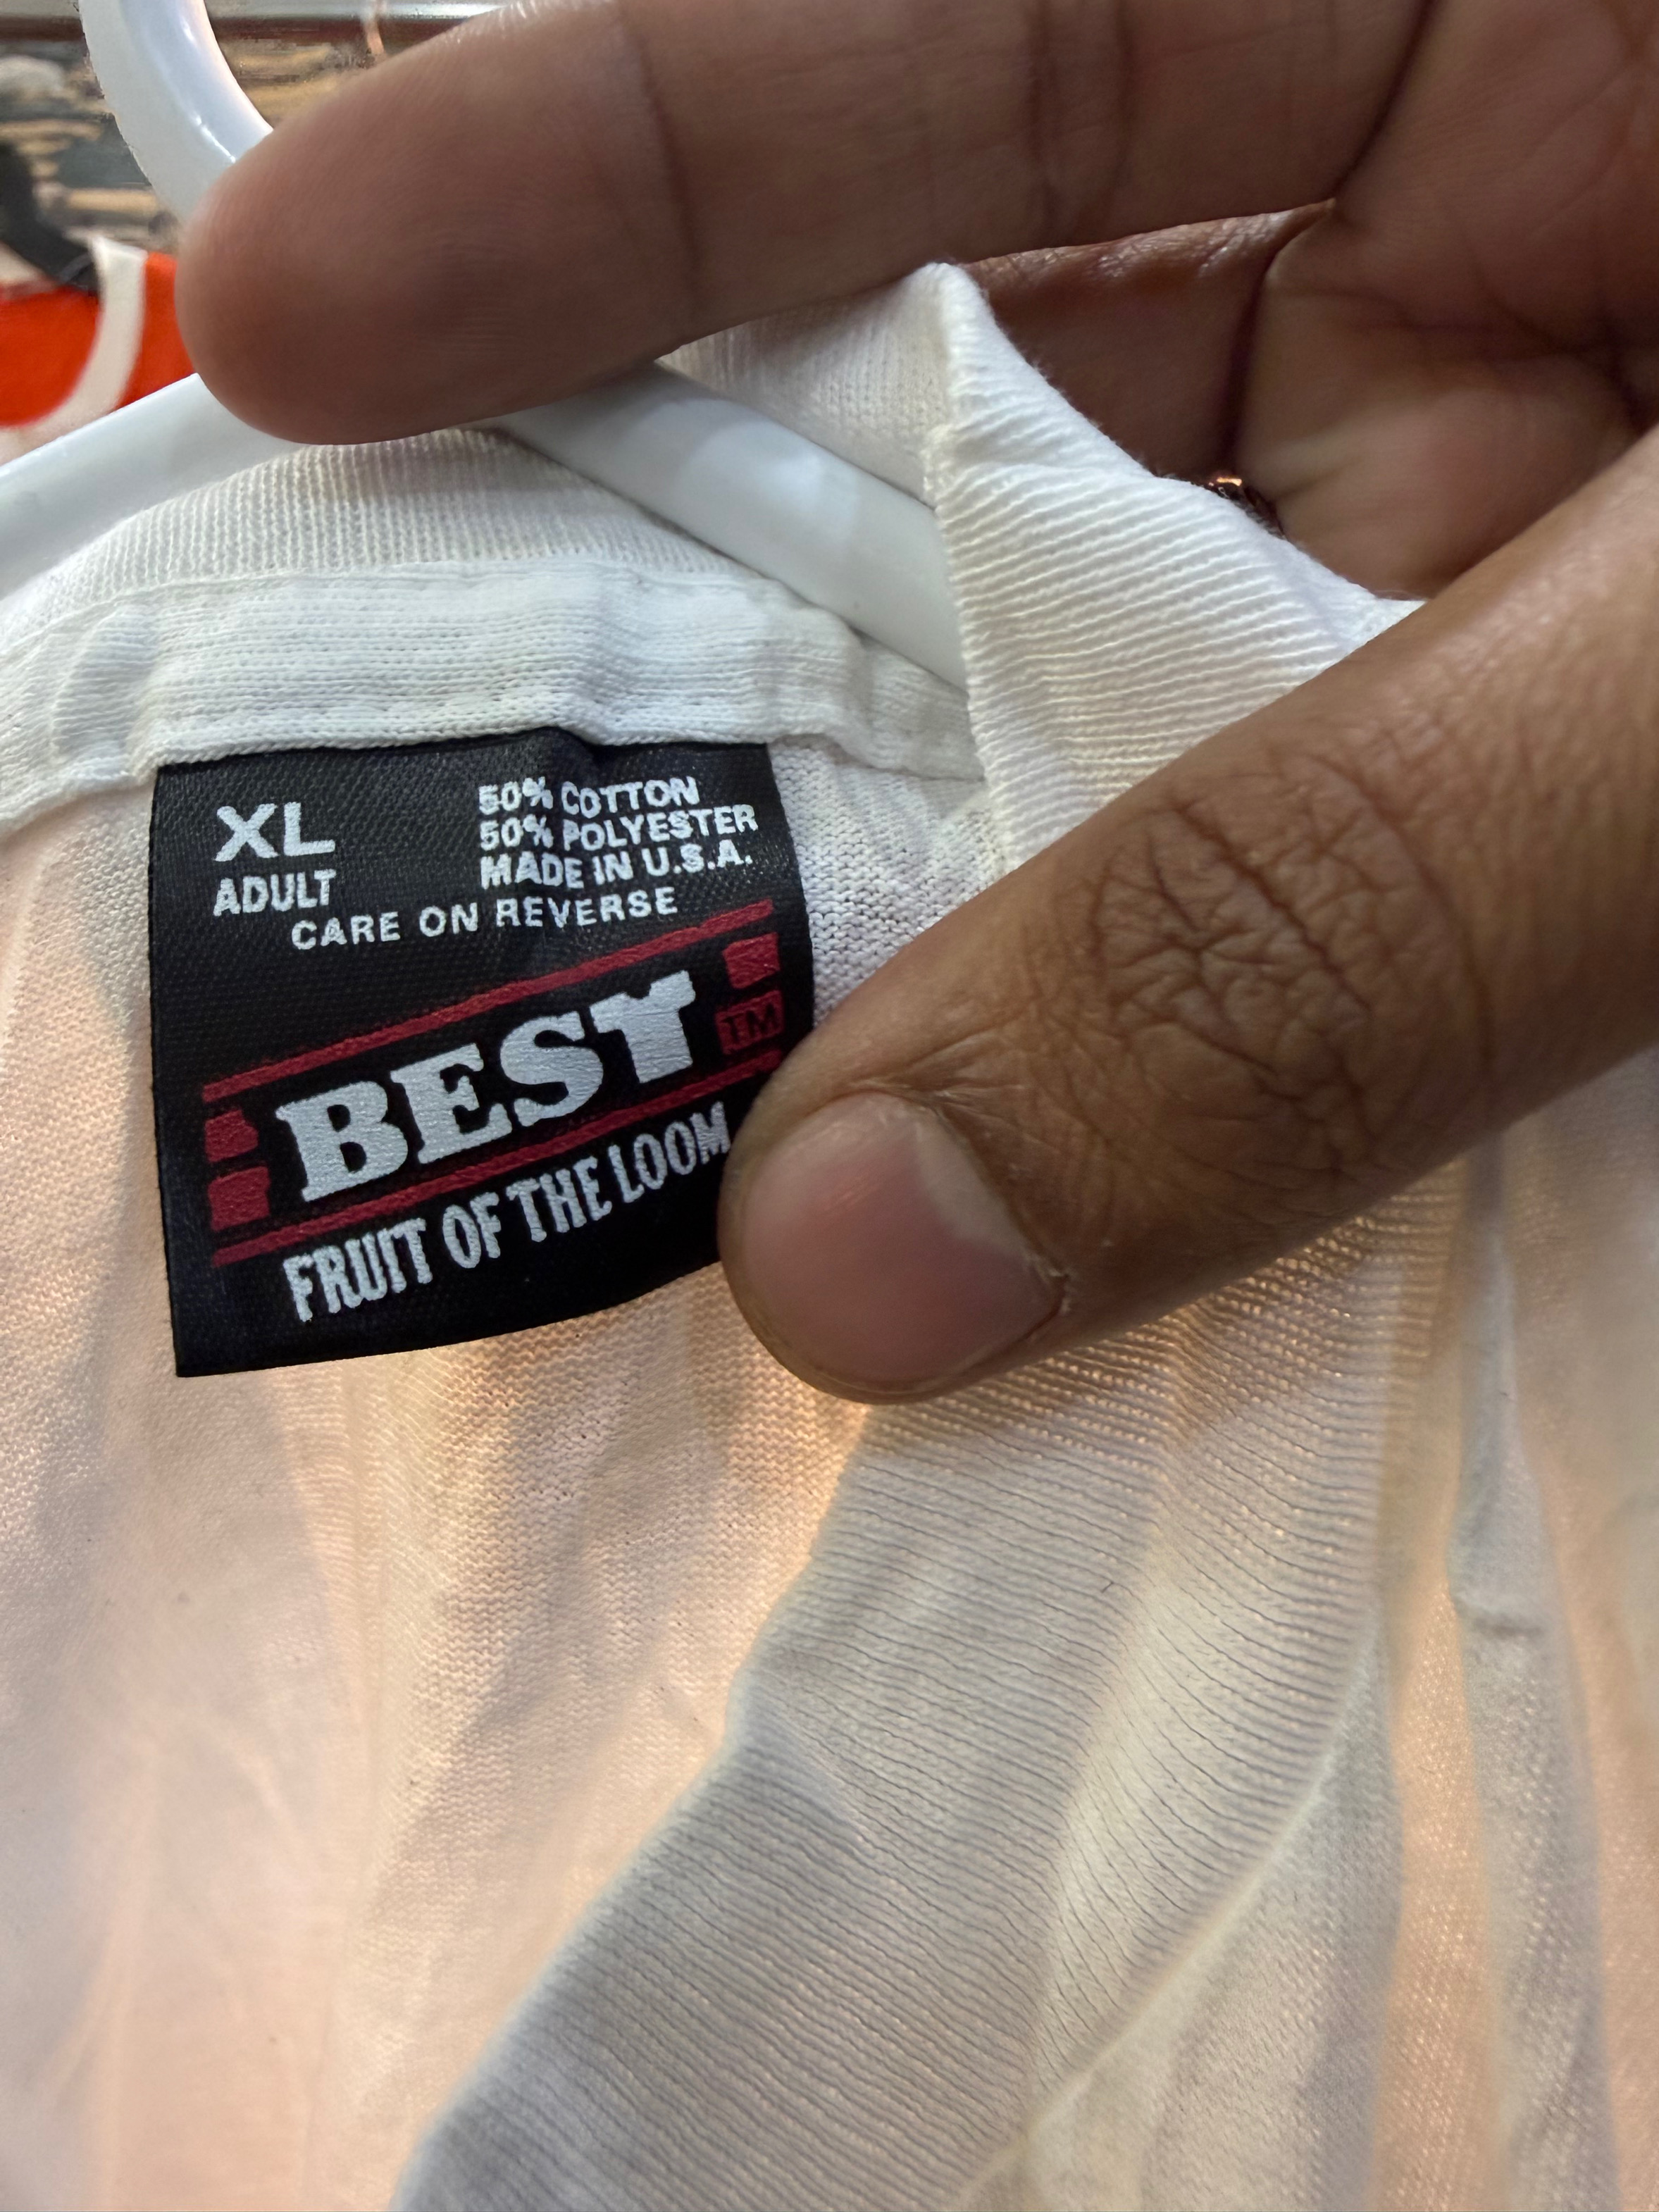 XL
ADULT
50% COTTON
50% POLYESTER
MADE IN U.S.A.
CARE ON REVERSE
BEST
TM
FRUIT OF THE LOOM